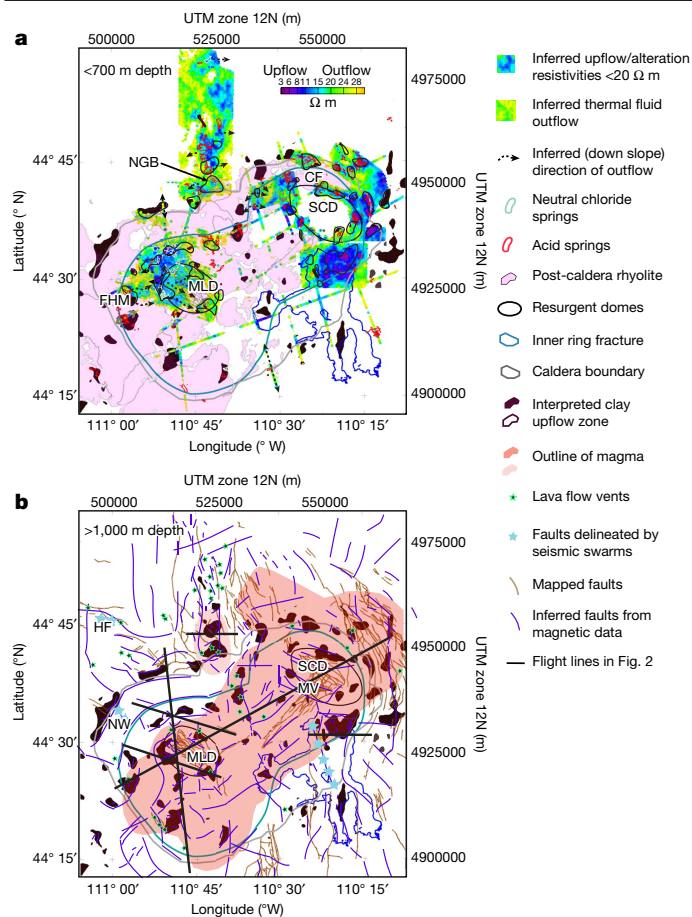 UTM zone 12N (m)
a
500000 525000 550000
<700 m depth
Upflow Outflow
3 6 8 11 15 20 24 28
Ω m
4975000
4950000
4925000
4900000
UTM zone 12N (m)
44° 45′
44° 30′
44° 15′
Latitude (° N)
NGB
CF
SCD
MLD
FHM
111° 00′ 110° 45′ 110° 30′ 110° 15′
Longitude (° W)
UTM zone 12N (m)
b
500000 525000 550000
>1,000 m depth
4975000
4950000
4925000
4900000
UTM zone 12N (m)
44° 45′
44° 30′
44° 15′
Latitude (°N)
HF
SCD
MV
NW
MLD
111° 00′ 110° 45′ 110° 30′ 110° 15′
Longitude (°W)
Inferred upflow/alteration
resistivities <20 Ω m
Inferred thermal fluid
outflow
Inferred (down slope)
direction of outflow
Neutral chloride
springs
Acid springs
Post-caldera rhyolite
Resurgent domes
Inner ring fracture
Caldera boundary
Interpreted clay
upflow zone
Outline of magma
Lava flow vents
Faults delineated by
seismic swarms
Mapped faults
Inferred faults from
magnetic data
Flight lines in Fig. 2